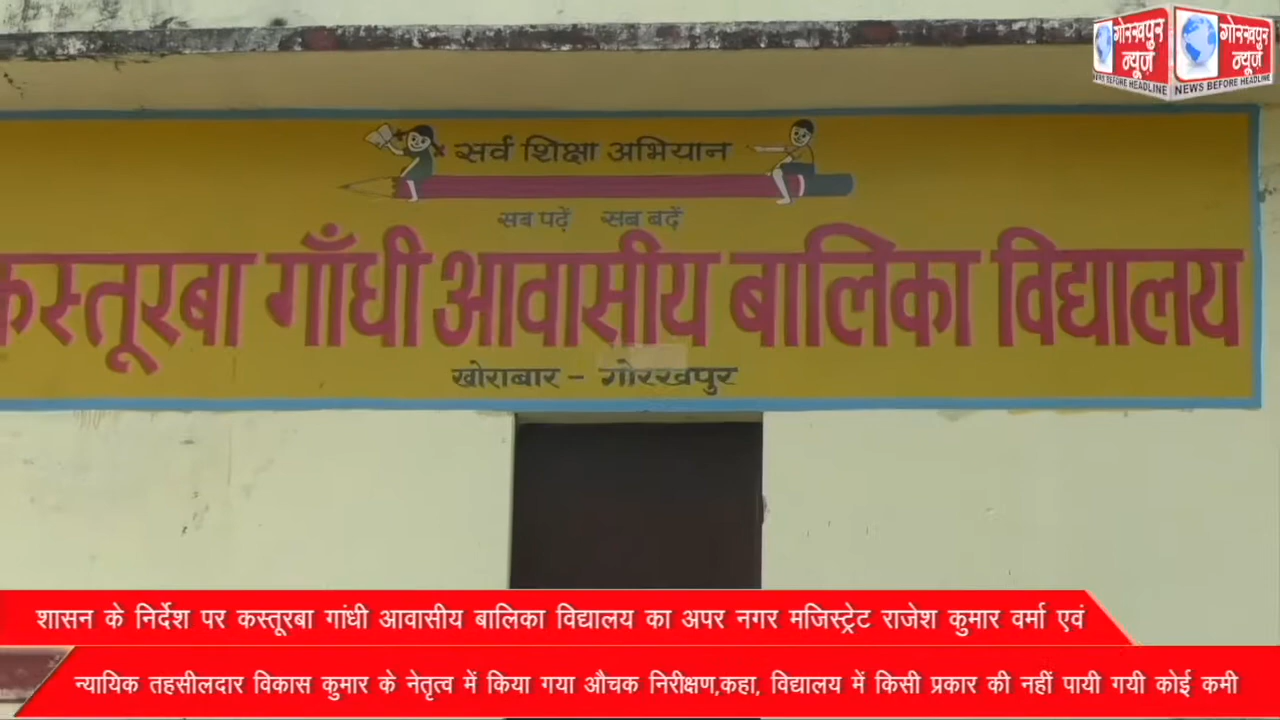 गोरखपुर
न्यूज़
NEWS BEFORE HEADLINE
गोरखपुर
न्यूज़
NEWS BEFORE HEADLINE
सर्व शिक्षा अभियान
सब पढ़ें सब बढ़ें
कस्तूरबा गाँधी आवासीय बालिका विद्यालय
खोराबार - गोरखपुर
शासन के निर्देश पर कस्तूरबा गांधी आवासीय बालिका विद्यालय का अपर नगर मजिस्ट्रेट राजेश कुमार वर्मा एवं
न्यायिक तहसीलदार विकास कुमार के नेतृत्व में किया गया औचक निरीक्षण,कहा, विद्यालय में किसी प्रकार की नहीं पायी गयी कोई कमी